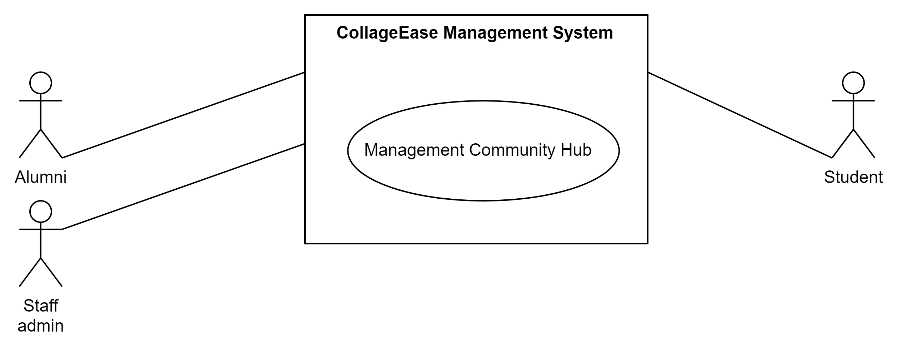 CollageEase Management System
Management Community Hub
Alumni
Student
Staff
admin